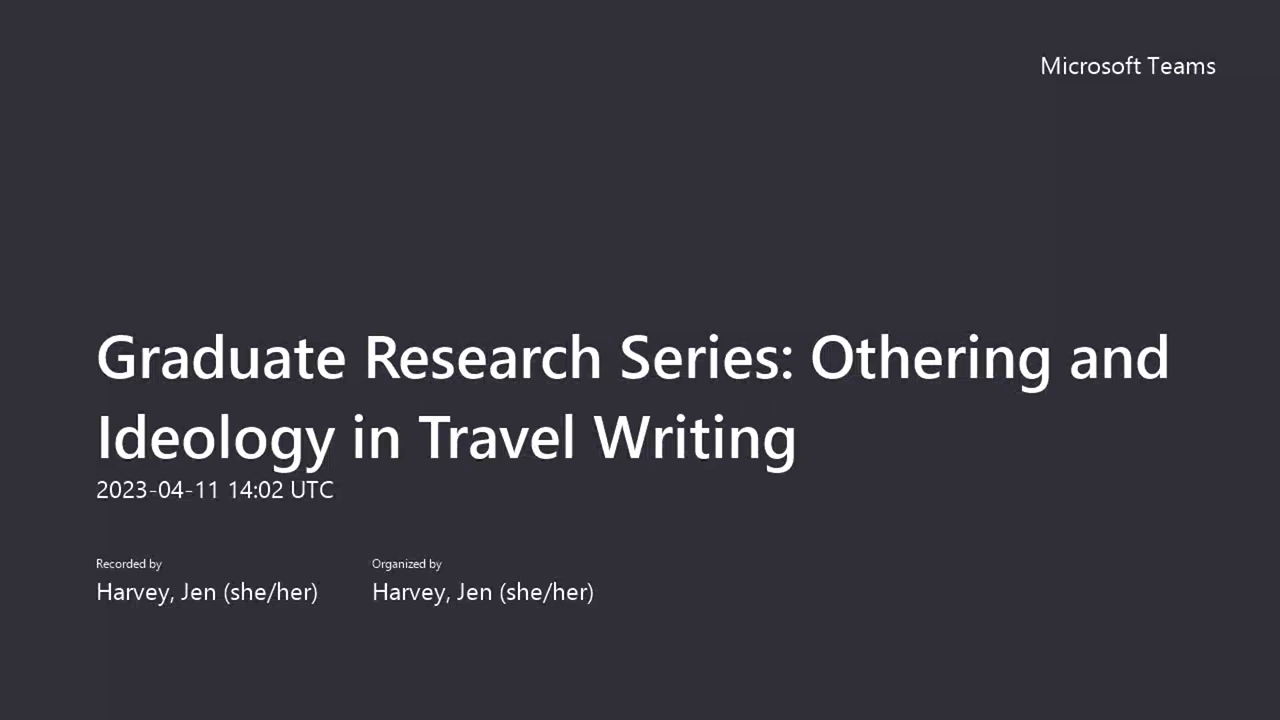 Microsoft Teams
Graduate Research Series: Othering and
Ideology in Travel Writing
2023-04-11 14:02 UTC
Recorded by
Harvey, Jen (she/her)
Organized by
Harvey, Jen (she/her)